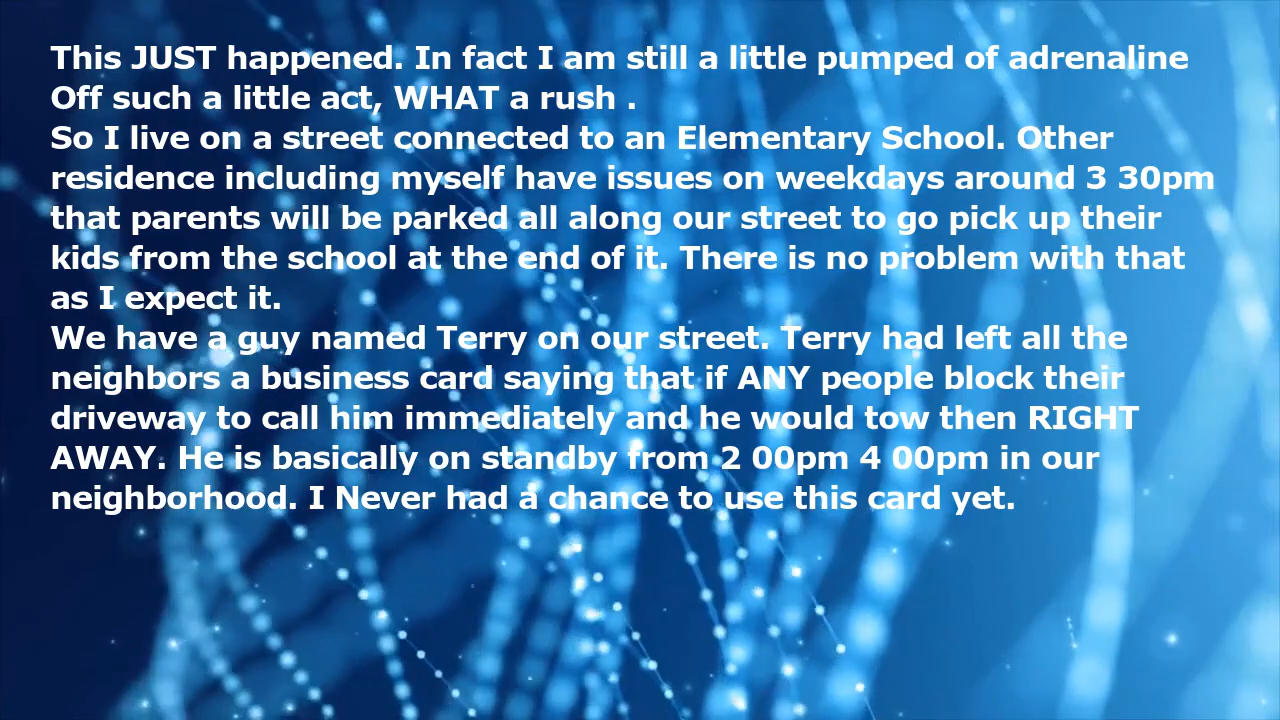 This JUST happened. In fact I am still a little pumped of adrenaline
Off such a little act, WHAT a rush .
So I live on a street connected to an Elementary School. Other
residence including myself have issues on weekdays around 3 30pm
that parents will be parked all along our street to go pick up their
kids from the school at the end of it. There is no problem with that
as I expect it.
We have a guy named Terry on our street. Terry had left all the
neighbors a business card saying that if ANY people block their
driveway to call him immediately and he would tow then RIGHT
AWAY. He is basically on standby from 2 00pm 4 00pm in our
neighborhood. I Never had a chance to use this card yet.